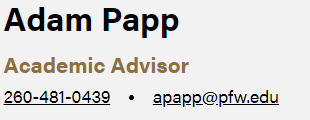 Adam Papp
Academic Advisor
260-481-0439 • apapp@pfw.edu